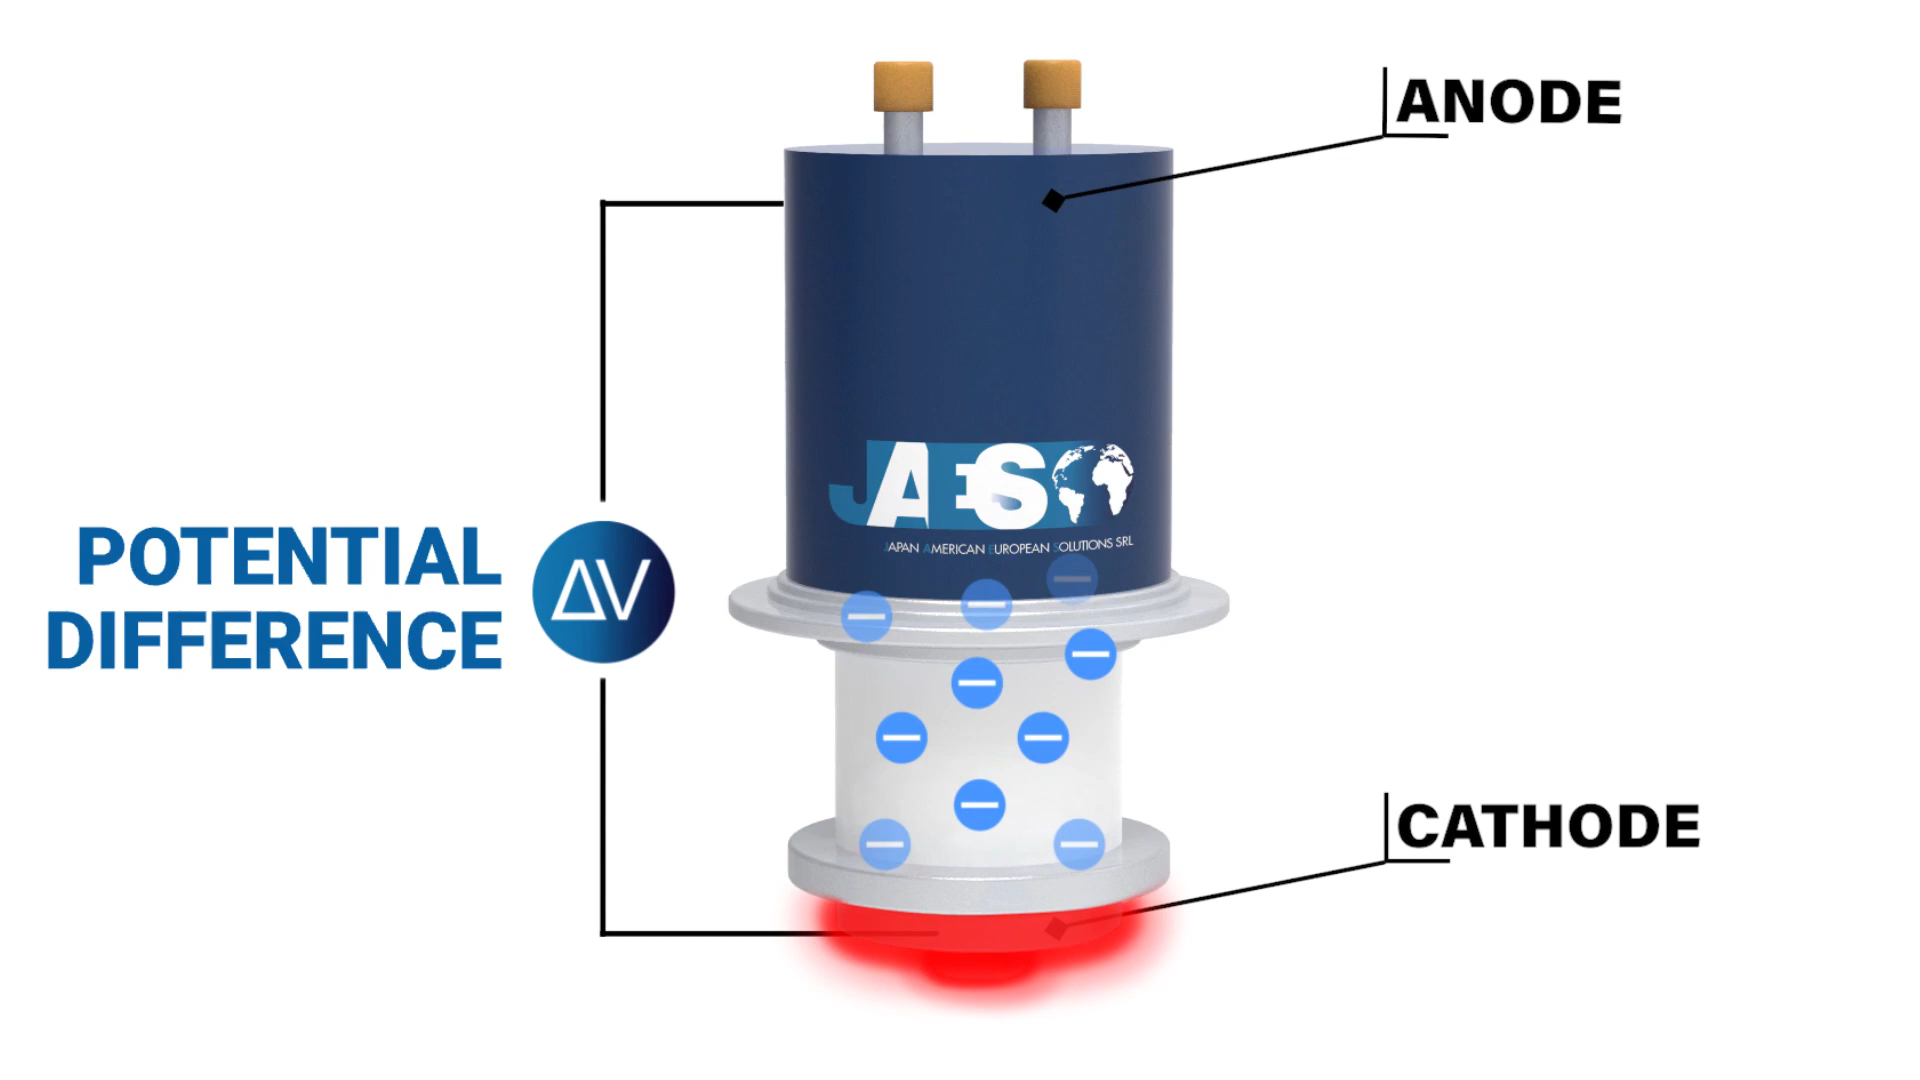 ANODE
JAES
JAPAN AMERICAN EUROPEAN SOLUTIONS SRL
POTENTIAL
DIFFERENCE
ΔV
CATHODE